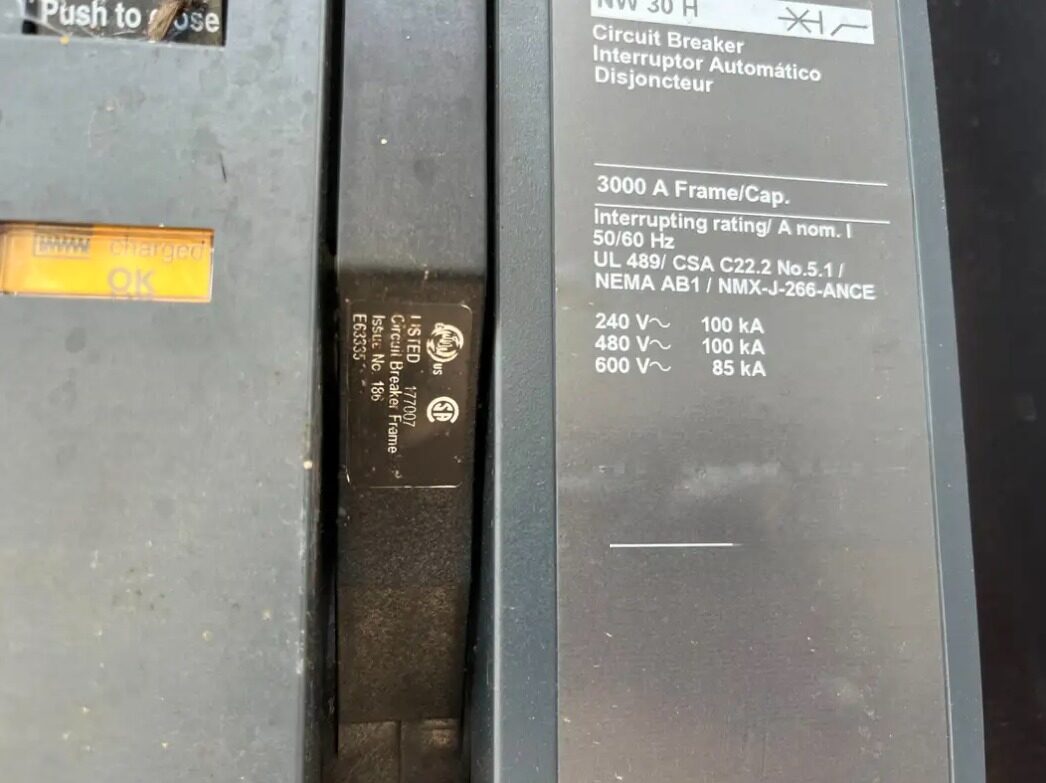 Push to close
charged
OK
LISTED 177007
Circuit Breaker Frame
Issue No. 186
E63335
us
NW 30 H
Circuit Breaker
Interruptor Automático
Disjoncteur
3000 A Frame/Cap.
Interrupting rating/ A nom. I
50/60 Hz
UL 489/ CSA C22.2 No.5.1 /
NEMA AB1 / NMX-J-266-ANCE
240 V~ 100 kA
480 V~ 100 kA
600 V~ 85 kA